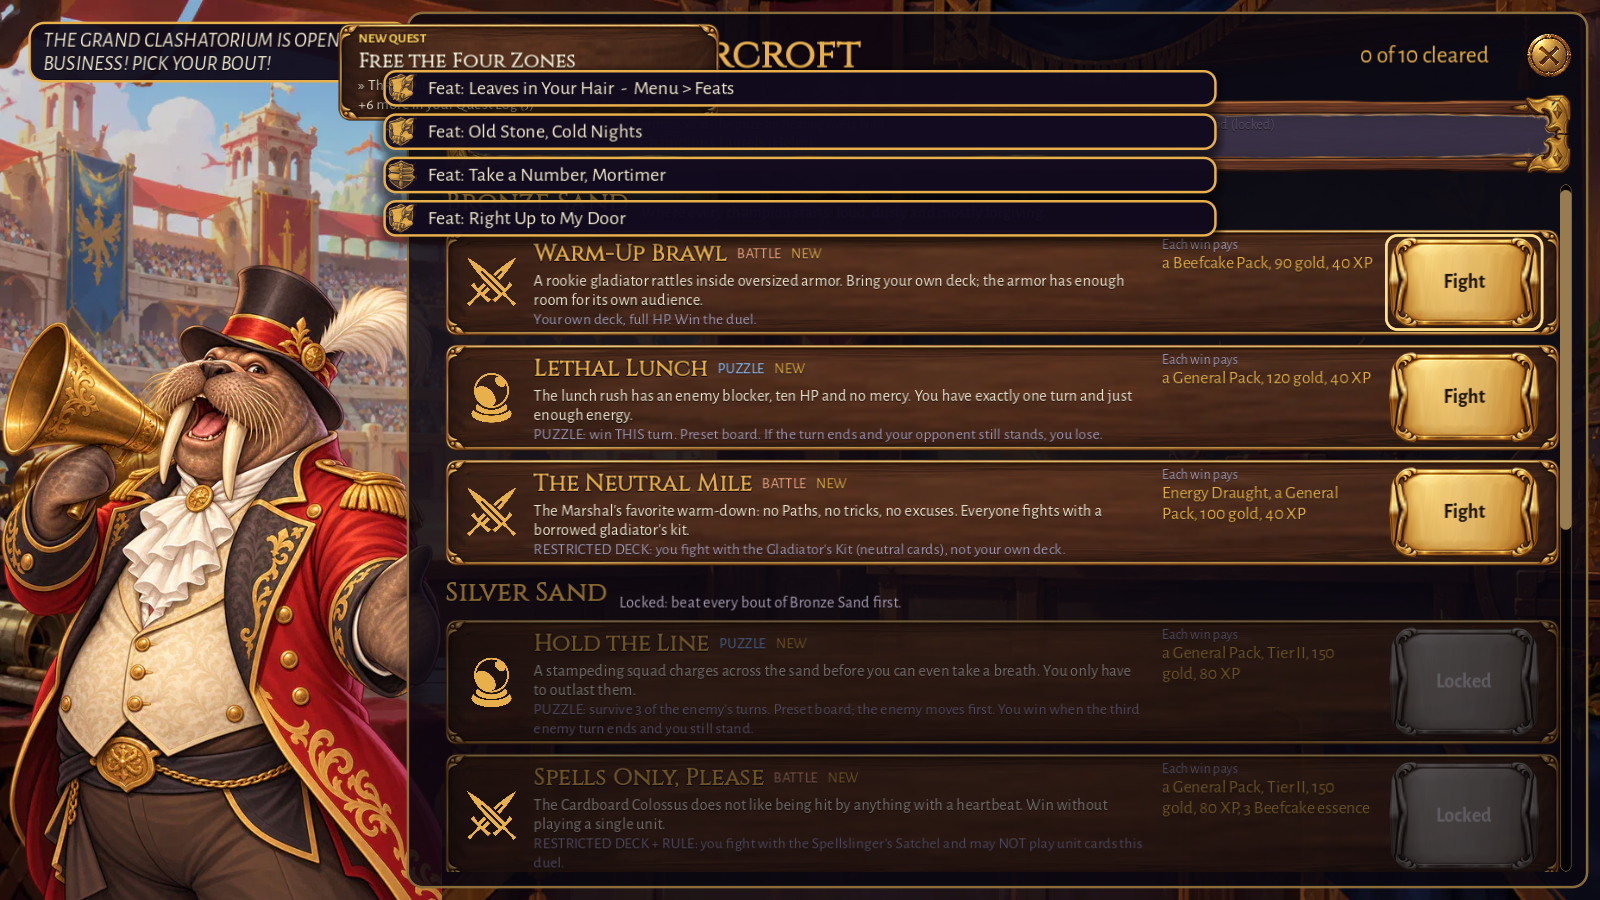 THE GRAND CLASHATORIUM IS OPEN
BUSINESS! PICK YOUR BOUT!
NEW QUEST
FREE THE FOUR ZONES
» Th
+6 more in your Quest Log (J)
RCROFT
0 of 10 cleared
Feat: Leaves in Your Hair - Menu > Feats
Feat: Old Stone, Cold Nights
Feat: Take a Number, Mortimer
Feat: Right Up to My Door
d (locked)
BRONZE SAND
WARM-UP BRAWL BATTLE NEW
A rookie gladiator rattles inside oversized armor. Bring your own deck; the armor has enough
room for its own audience.
Your own deck, full HP. Win the duel.
Each win pays
a Beefcake Pack, 90 gold, 40 XP
Fight
LETHAL LUNCH PUZZLE NEW
The lunch rush has an enemy blocker, ten HP and no mercy. You have exactly one turn and just
enough energy.
PUZZLE: win THIS turn. Preset board. If the turn ends and your opponent still stands, you lose.
Each win pays
a General Pack, 120 gold, 40 XP
Fight
THE NEUTRAL MILE BATTLE NEW
The Marshal's favorite warm-down: no Paths, no tricks, no excuses. Everyone fights with a
borrowed gladiator's kit.
RESTRICTED DECK: you fight with the Gladiator's Kit (neutral cards), not your own deck.
Each win pays
Energy Draught, a General
Pack, 100 gold, 40 XP
Fight
SILVER SAND Locked: beat every bout of Bronze Sand first.
HOLD THE LINE PUZZLE NEW
A stampeding squad charges across the sand before you can even take a breath. You only have
to outlast them.
PUZZLE: survive 3 of the enemy's turns. Preset board; the enemy moves first. You win when the third
enemy turn ends and you still stand.
Each win pays
a General Pack, Tier II, 150
gold, 80 XP
Locked
SPELLS ONLY, PLEASE BATTLE NEW
The Cardboard Colossus does not like being hit by anything with a heartbeat. Win without
playing a single unit.
RESTRICTED DECK + RULE: you fight with the Spellslinger's Satchel and may NOT play unit cards this
duel.
Each win pays
a General Pack, Tier II, 150
gold, 80 XP, 3 Beefcake essence
Locked